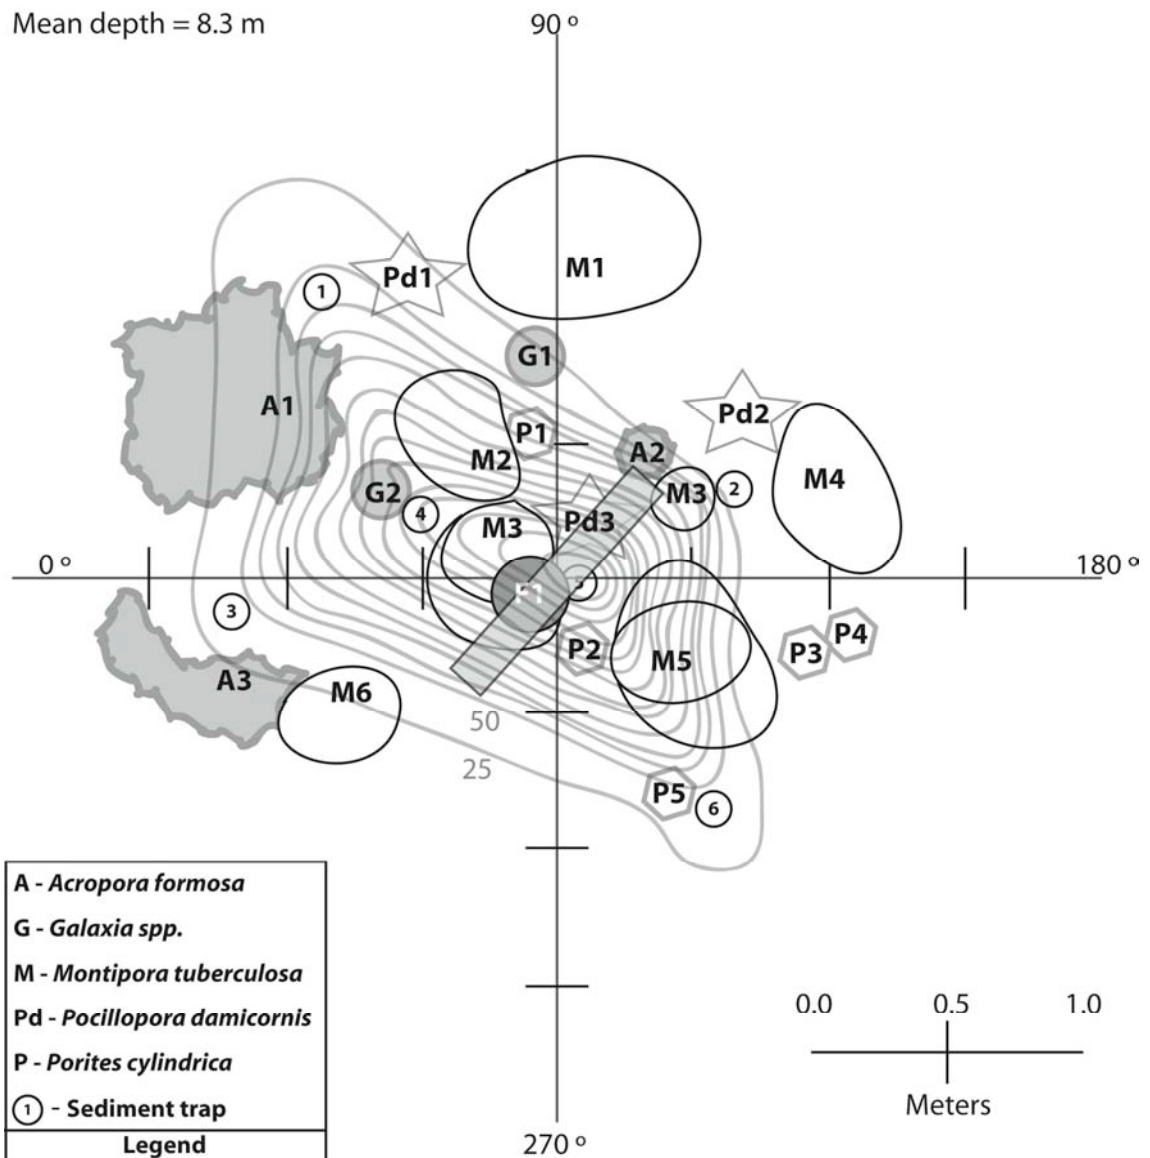 Mean depth = 8.3 m
90 º
M1
Pd1
1
G1
A1
Pd2
P1
A2
M2
M3
2
M4
G2
4
M3
Pd3
0 º
180 º
F1
3
P2
M5
P3
P4
A3
M6
50
25
P5
6
A - Acropora formosa
G - Galaxia spp.
M - Montipora tuberculosa
Pd - Pocillopora damicornis
P - Porites cylindrica
1 - Sediment trap
Legend
0.0 0.5 1.0
Meters
270 º